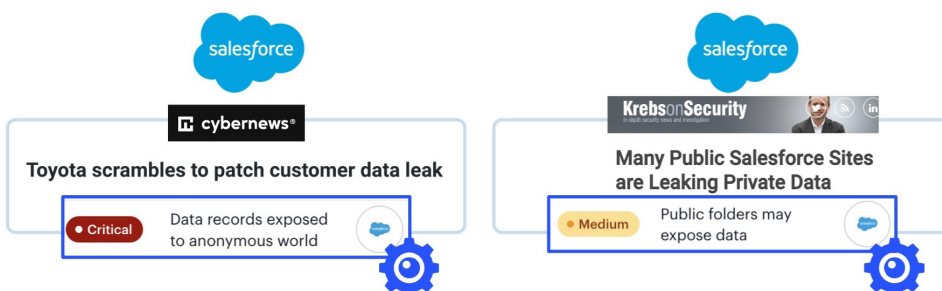 salesforce
cybernews®
Toyota scrambles to patch customer data leak
Critical
Data records exposed
to anonymous world
salesforce
KrebsonSecurity
In-depth security news and investigation
in
Many Public Salesforce Sites
are Leaking Private Data
Medium
Public folders may
expose data